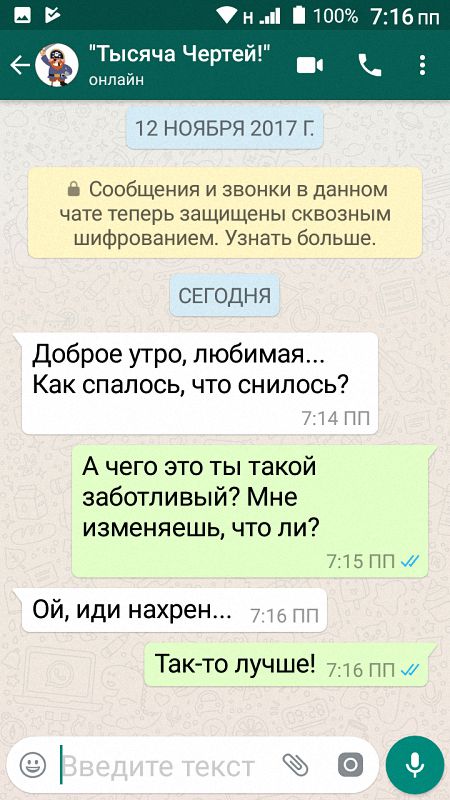 Н 100% 7:16 пп
"Тысяча Чертей!"
онлайн
12 НОЯБРЯ 2017 Г.
Сообщения и звонки в данном
чате теперь защищены сквозным
шифрованием. Узнать больше.
СЕГОДНЯ
Доброе утро, любимая...
Как спалось, что снилось?
7:14 ПП
А чего это ты такой
заботливый? Мне
изменяешь, что ли?
7:15 ПП
Ой, иди нахрен... 7:16 ПП
Так-то лучше! 7:16 ПП
Введите текст